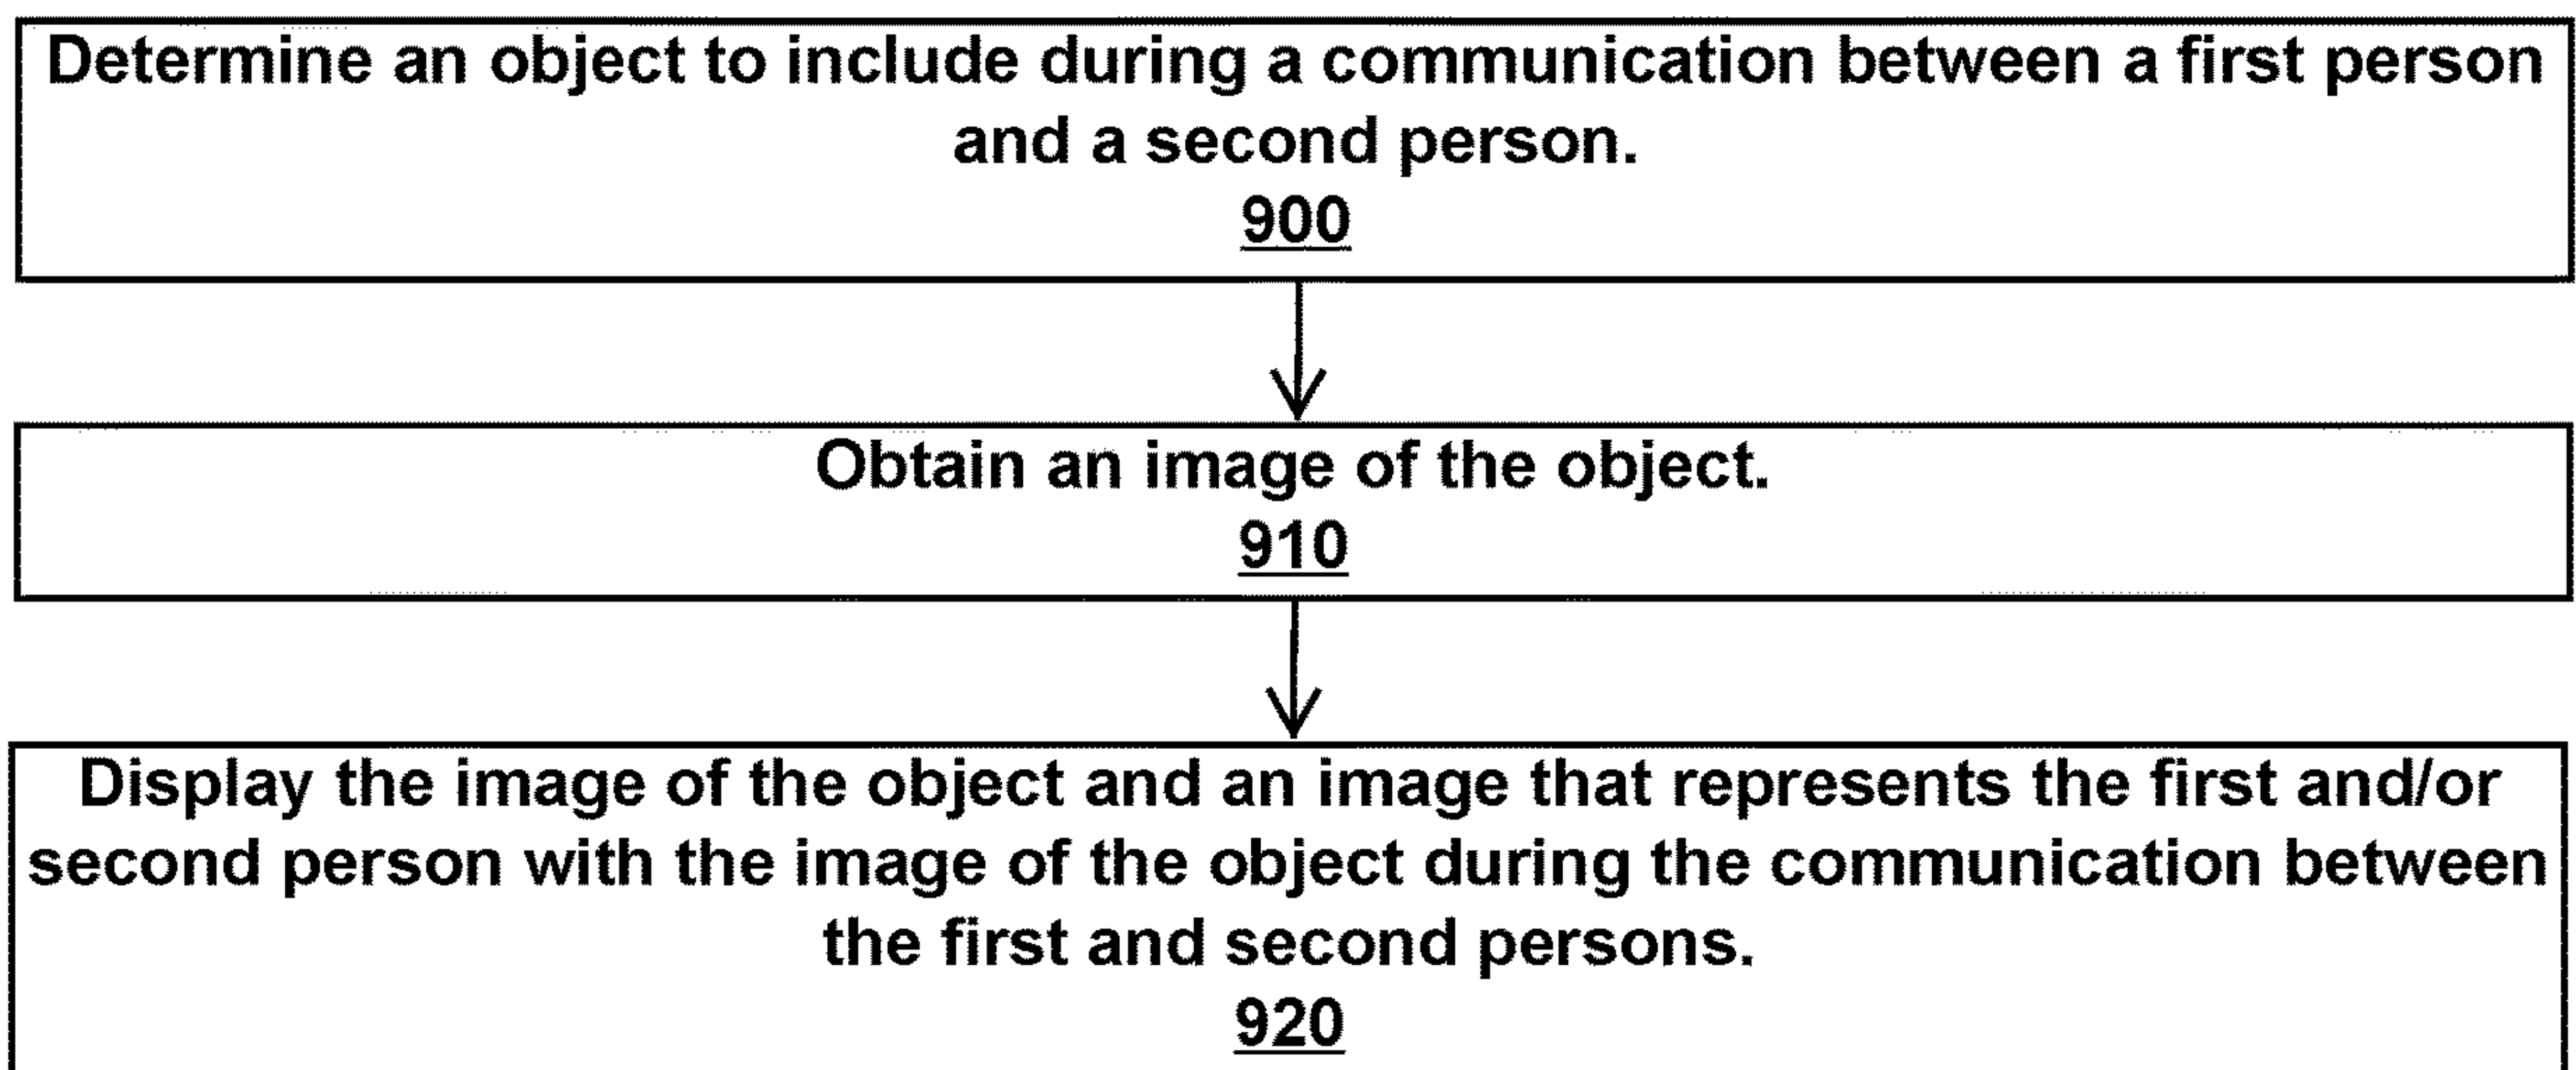 Determine an object to include during a communication between a first person
and a second person.
900
Obtain an image of the object.
910
Display the image of the object and an image that represents the first and/or
second person with the image of the object during the communication between
the first and second persons.
920